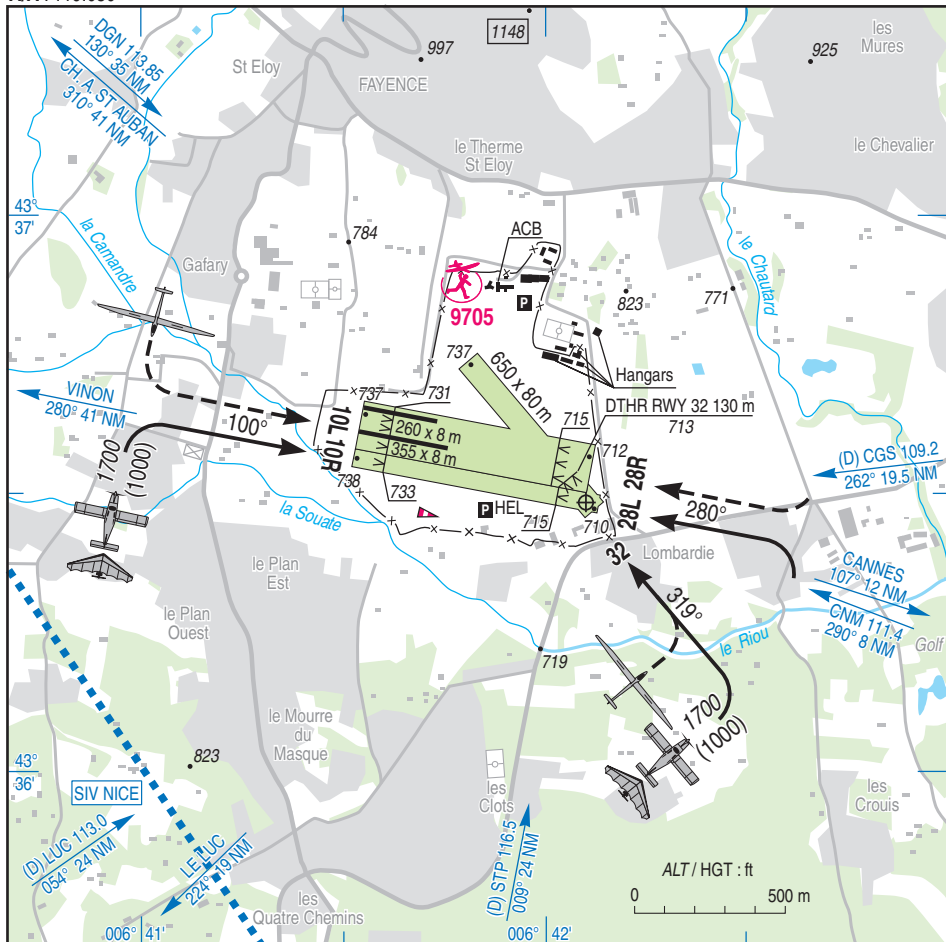 1148
997
925
les
Mures
DGN 113.85
130° 35 NM
CH. A. ST AUBAN
310° 41 NM
St Eloy
FAYENCE
le Therme
St Eloy
le Chevalier
43°
37'
la Camandre
784
ACB
le Chautard
Gafary
9705
P
823
771
737
650 x 80 m
Hangars
VINON
280° 41 NM
737
731
DTHR RWY 32 130 m
713
100°
10L 10R
260 x 8 m
355 x 8 m
715
712
1700
(1000)
738
733
P HEL
715
710
28L 28R
280°
(D) CGS 109.2
262° 19.5 NM
la Souate
32
Lombardie
le Plan
Est
319°
CANNES
107° 12 NM
CNM 111.4
290° 8 NM
le Plan
Ouest
le Riou
Golf
719
1700
(1000)
le Mourre
du
Masque
823
43°
36'
SIV NICE
les
Clots
les
Crouis
(D) LUC 113.0
054° 24 NM
LE LUC
224° 19 NM
(D) STP 116.5
009° 24 NM
ALT / HGT : ft
0 500 m
les
Quatre Chemins
006° 41'
006° 42'